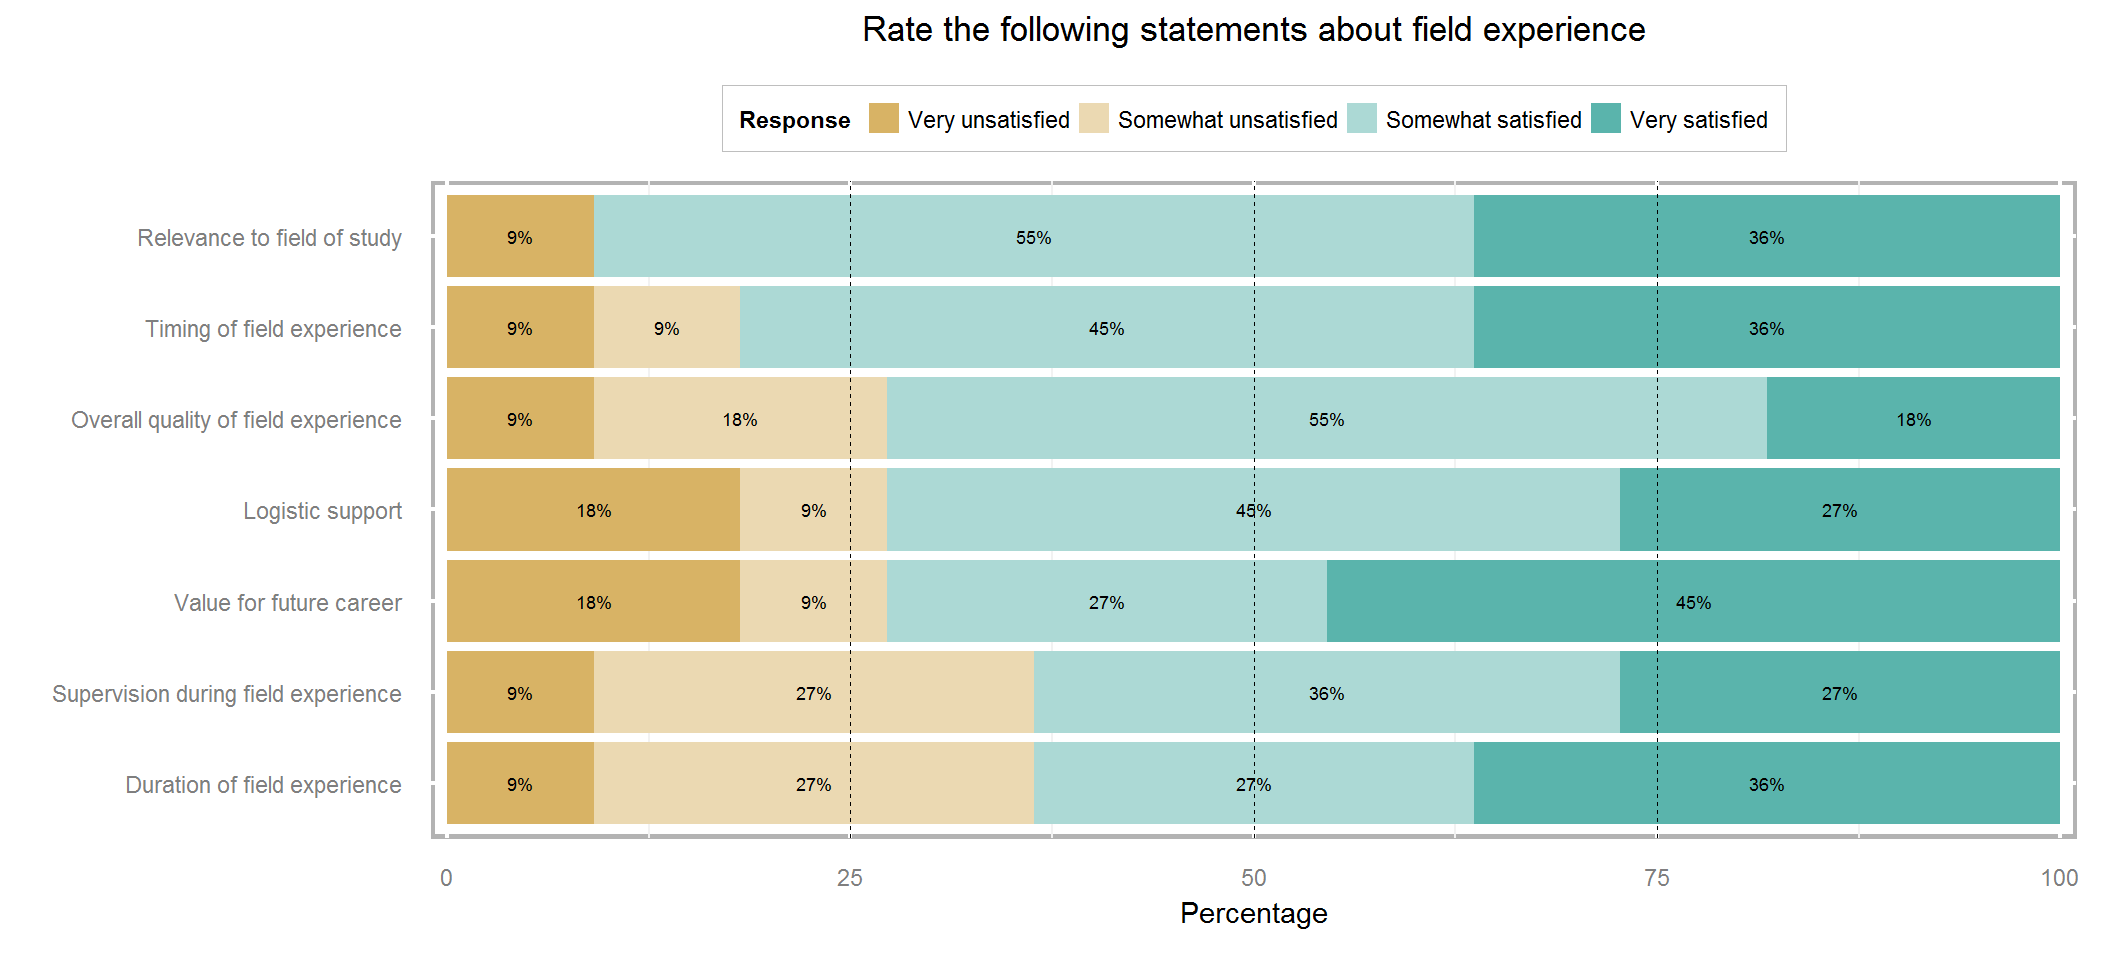 Rate the following statements about field experience
Response Very unsatisfied Somewhat unsatisfied Somewhat satisfied Very satisfied
Relevance to field of study 9% 55% 36%
Timing of field experience 9% 9% 45% 36%
Overall quality of field experience 9% 18% 55% 18%
Logistic support 18% 9% 45% 27%
Value for future career 18% 9% 27% 45%
Supervision during field experience 9% 27% 36% 27%
Duration of field experience 9% 27% 27% 36%
0 25 50 75 100
Percentage